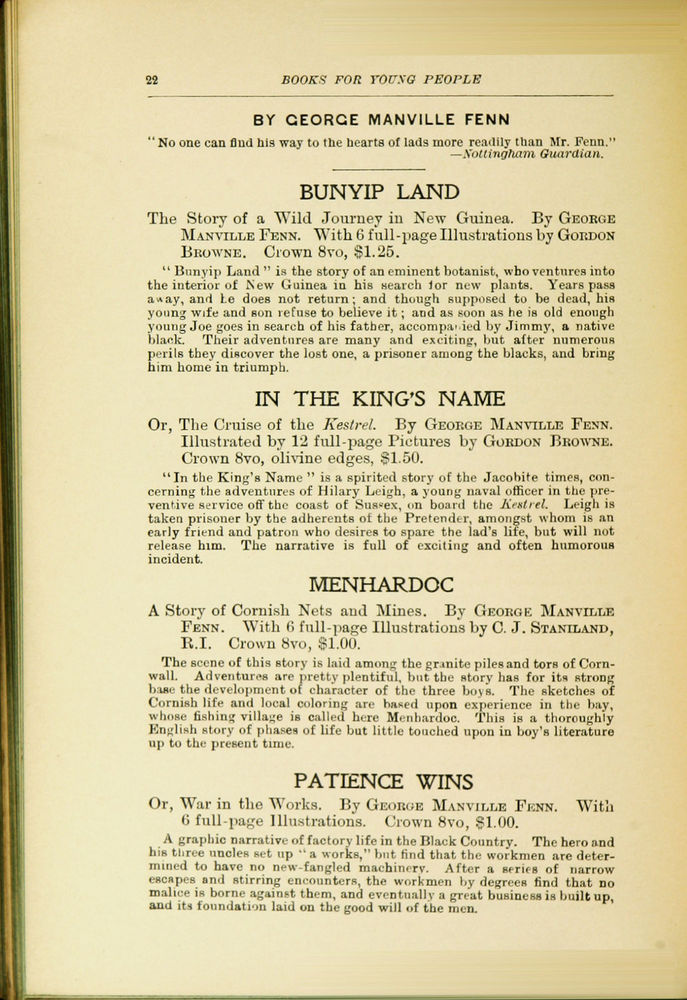 22 BOOKS FOR YOUNG PEOPLE
BY GEORGE MANVILLE FENN
"No one can find his way to the hearts of lads more readily than Mr. Fenn."
—Nottingham Guardian.
BUNYIP LAND
The Story of a Wild Journey in New Guinea. By GEORGE
MANVILLE FENN. With 6 full-page Illustrations by GORDON
BROWNE. Crown 8vo, $1.25.
"Bunyip Land" is the story of an eminent botanist, who ventures into
the interior of New Guinea in his search for new plants. Years pass
away, and he does not return; and though supposed to be dead, his
young wife and son refuse to believe it; and as soon as he is old enough
young Joe goes in search of his father, accompanied by Jimmy, a native
black. Their adventures are many and exciting, but after numerous
perils they discover the lost one, a prisoner among the blacks, and bring
him home in triumph.
IN THE KING'S NAME
Or, The Cruise of the Kestrel. By GEORGE MANVILLE FENN.
Illustrated by 12 full-page Pictures by GORDON BROWNE.
Crown 8vo, olivine edges, $1.50.
"In the King's Name" is a spirited story of the Jacobite times, con-
cerning the adventures of Hilary Leigh, a young naval officer in the pre-
ventive service off the coast of Sussex, on board the Kestrel. Leigh is
taken prisoner by the adherents of the Pretender, amongst whom is an
early friend and patron who desires to spare the lad's life, but will not
release him. The narrative is full of exciting and often humorous
incident.
MENHARDOC
A Story of Cornish Nets and Mines. By GEORGE MANVILLE
FENN. With 6 full-page Illustrations by C. J. STANILAND,
R.I. Crown 8vo, $1.00.
The scene of this story is laid among the granite piles and tors of Corn-
wall. Adventures are pretty plentiful, but the story has for its strong
base the development of character of the three boys. The sketches of
Cornish life and local coloring are based upon experience in the bay,
whose fishing village is called here Menhardoc. This is a thoroughly
English story of phases of life but little touched upon in boy's literature
up to the present time.
PATIENCE WINS
Or, War in the Works. By GEORGE MANVILLE FENN. With
6 full-page Illustrations. Crown 8vo, $1.00.
A graphic narrative of factory life in the Black Country. The hero and
his three uncles set up "a works," but find that the workmen are deter-
mined to have no new-fangled machinery. After a series of narrow
escapes and stirring encounters, the workmen by degrees find that no
malice is borne against them, and eventually a great business is built up,
and its foundation laid on the good will of the men.